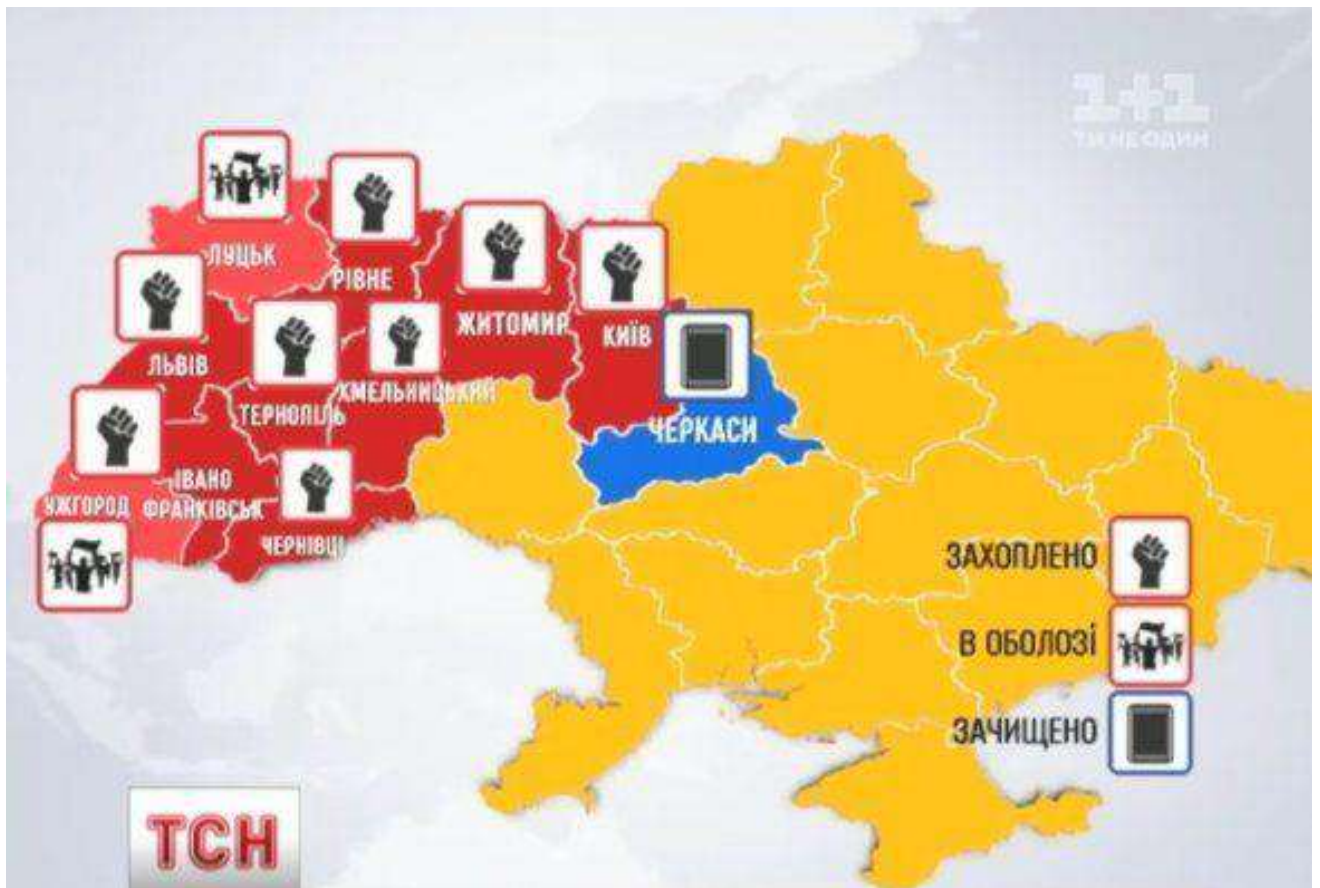 1+1
ТИ НЕ ОДИН
ЛУЦЬК
РІВНЕ
ЖИТОМИР
КИЇВ
ЛЬВІВ
ТЕРНОПІЛЬ
ХМЕЛЬНИЦЬКИЙ
ЧЕРКАСИ
УЖГОРОД
ІВАНО
ФРАНКІВСЬК
ЧЕРНІВЦІ
ЗАХОПЛЕНО
В ОБОЛОЗІ
ЗАЧИЩЕНО
ТСН